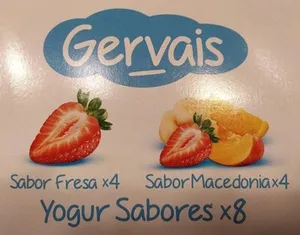 Gervais
Sabor Fresa x4 Sabor Macedonia x4
Yogur Sabores x8